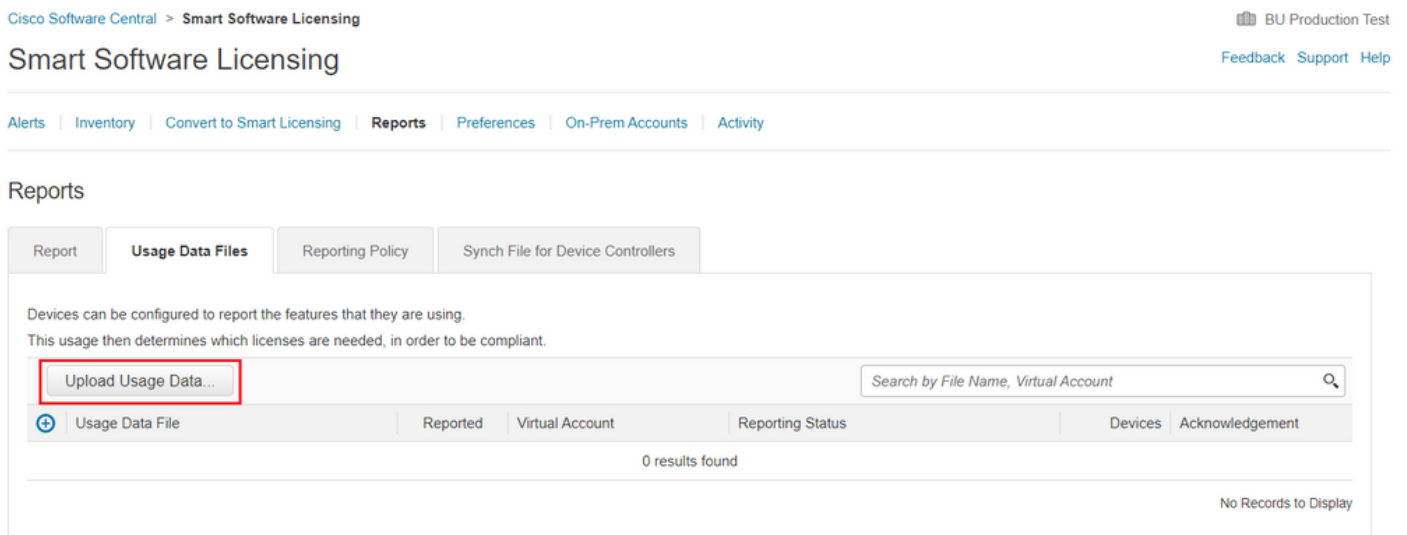 Cisco Software Central > Smart Software Licensing
BU Production Test
Smart Software Licensing
Feedback Support Help
Alerts Inventory Convert to Smart Licensing Reports Preferences On-Prem Accounts Activity
Reports
Report Usage Data Files Reporting Policy Synch File for Device Controllers
Devices can be configured to report the features that they are using.
This usage then determines which licenses are needed, in order to be compliant.
Upload Usage Data...
Search by File Name, Virtual Account
Usage Data File Reported Virtual Account Reporting Status Devices Acknowledgement
0 results found
No Records to Display